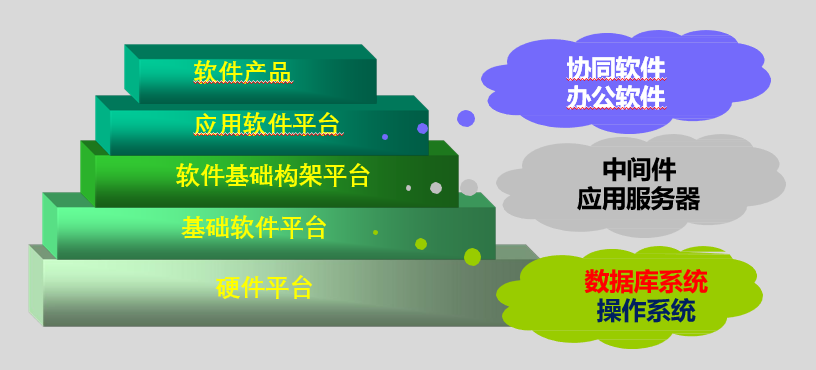 软件产品
应用软件平台
软件基础构架平台
基础软件平台
硬件平台
协同软件
办公软件
中间件
应用服务器
数据库系统
操作系统